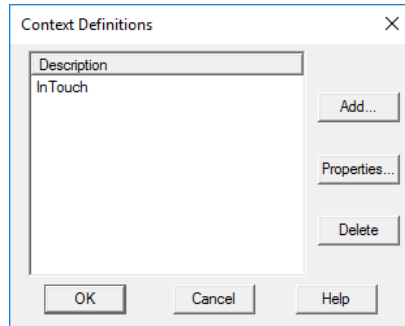 Context Definitions
Description
InTouch
Add...
Properties...
Delete
OK Cancel Help